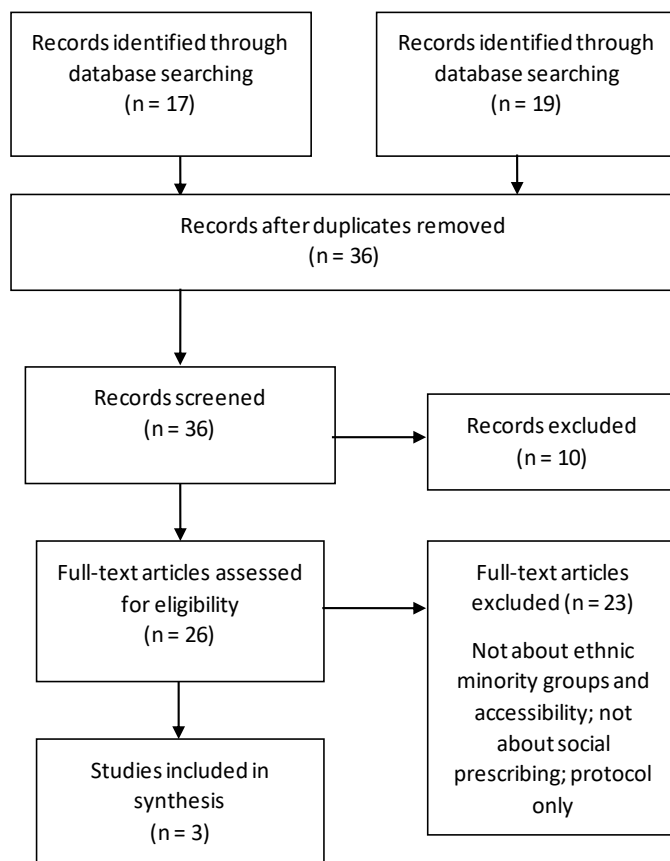 Records identified through
database searching
(n = 17)
Records identified through
database searching
(n = 19)
Records after duplicates removed
(n = 36)
Records screened
(n = 36)
Records excluded
(n = 10)
Full-text articles assessed
for eligibility
(n = 26)
Full-text articles
excluded (n = 23)
Not about ethnic
minority groups and
accessibility; not
about social
prescribing; protocol
only
Studies included in
synthesis
(n = 3)